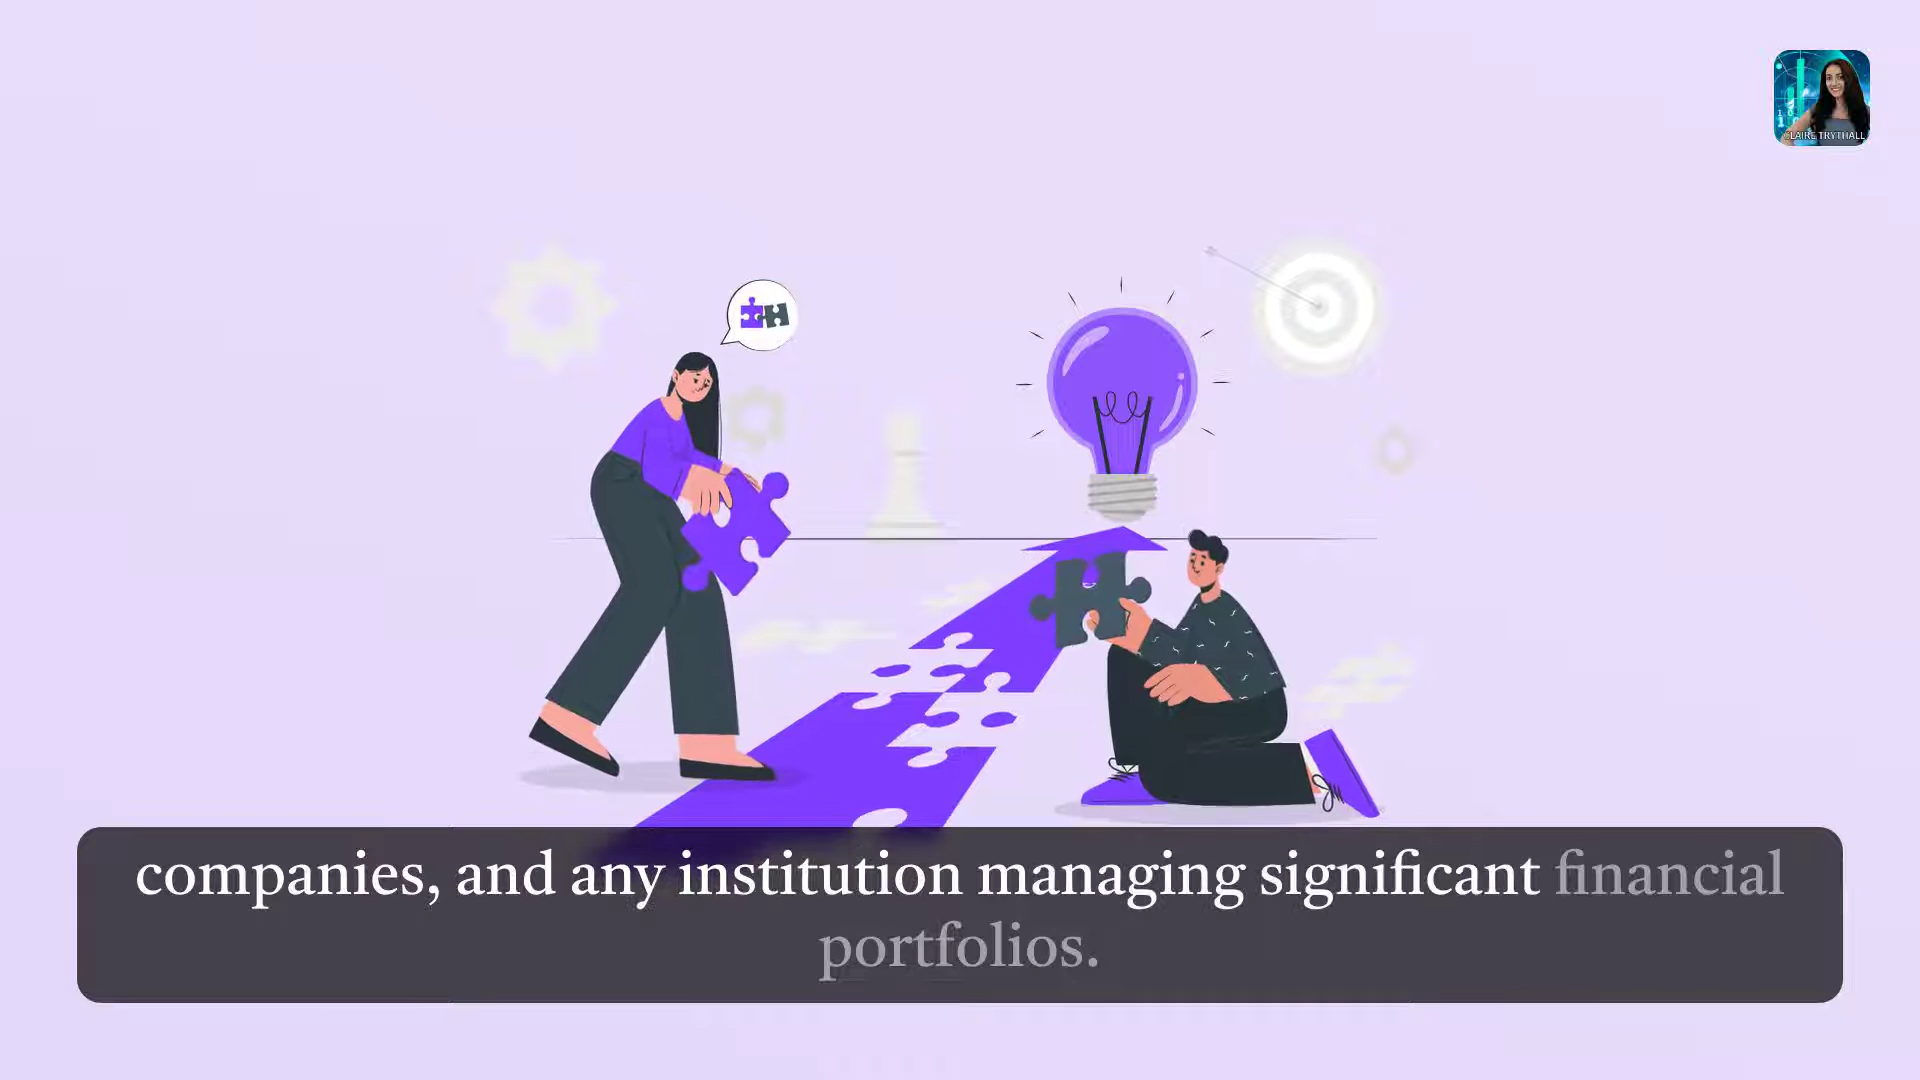 CLAIRE TRYTHALL
companies, and any institution managing significant financial
portfolios.